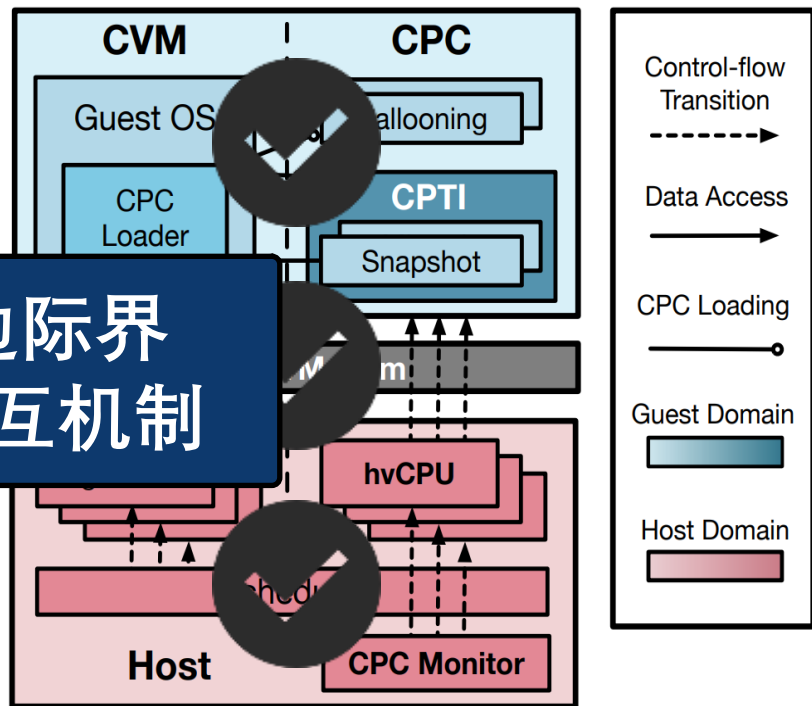 CVM
CPC
Guest OS
allooning
CPC
Loader
CPTI
Snapshot
际界
互机制
m
hvCPU
Host
CPC Monitor
Control-flow
Transition
Data Access
CPC Loading
Guest Domain
Host Domain